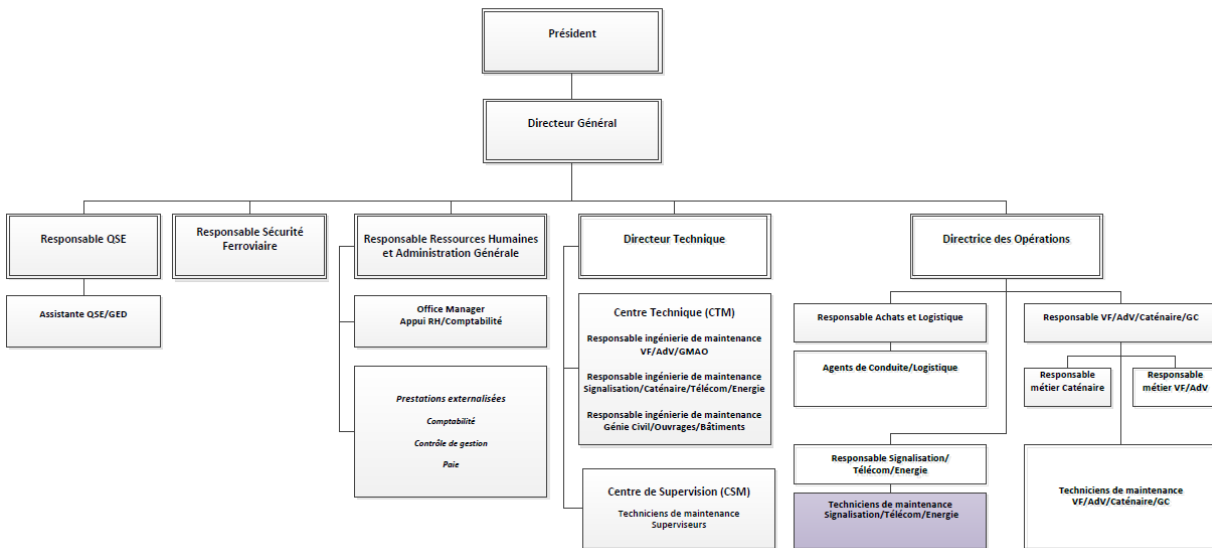 Président
Directeur Général
Responsable QSE
Responsable Sécurité
Ferroviaire
Responsable Ressources Humaines
et Administration Générale
Directeur Technique
Directrice des Opérations
Assistante QSE/GED
Office Manager
Appui RH/Comptabilité
Prestations externalisées
Comptabilité
Contrôle de gestion
Paie
Centre Technique (CTM)
Responsable ingénierie de maintenance
VF/AdV/GMAO
Responsable ingénierie de maintenance
Signalisation/Caténaire/Télécom/Energie
Responsable ingénierie de maintenance
Génie Civil/Ouvrages/Bâtiments
Centre de Supervision (CSM)
Techniciens de maintenance
Superviseurs
Responsable Achats et Logistique
Agents de Conduite/Logistique
Responsable Signalisation/
Télécom/Energie
Techniciens de maintenance
Signalisation/Télécom/Energie
Responsable VF/AdV/Caténaire/GC
Responsable
métier Caténaire
Responsable
métier VF/AdV
Techniciens de maintenance
VF/AdV/Caténaire/GC